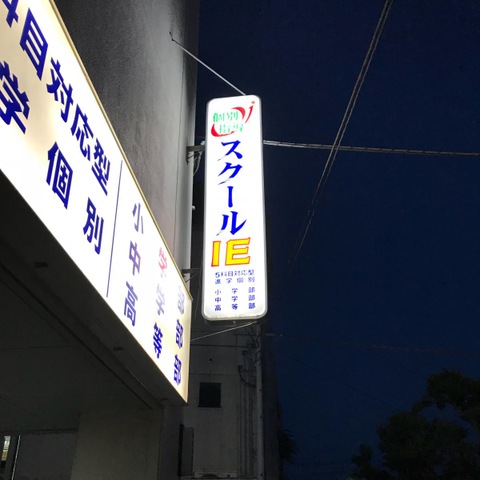 科目対応型
学個別
小学部
中学部
高等部
個別
指導
スクール
IE
5科目対応型
進学個別
小学部
中学部
高等部